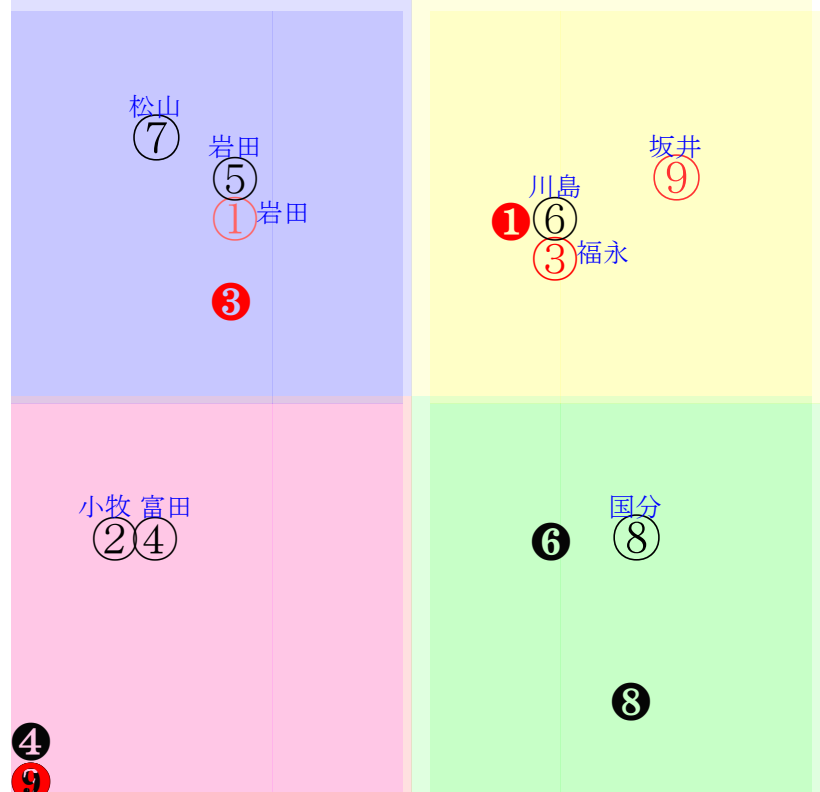 松山
⑦
岩田
⑤
①岩田
❸
坂井
⑨
川島
❶⑥
③福永
小牧 富田
②④
国分
❻ ⑧
❽
❹